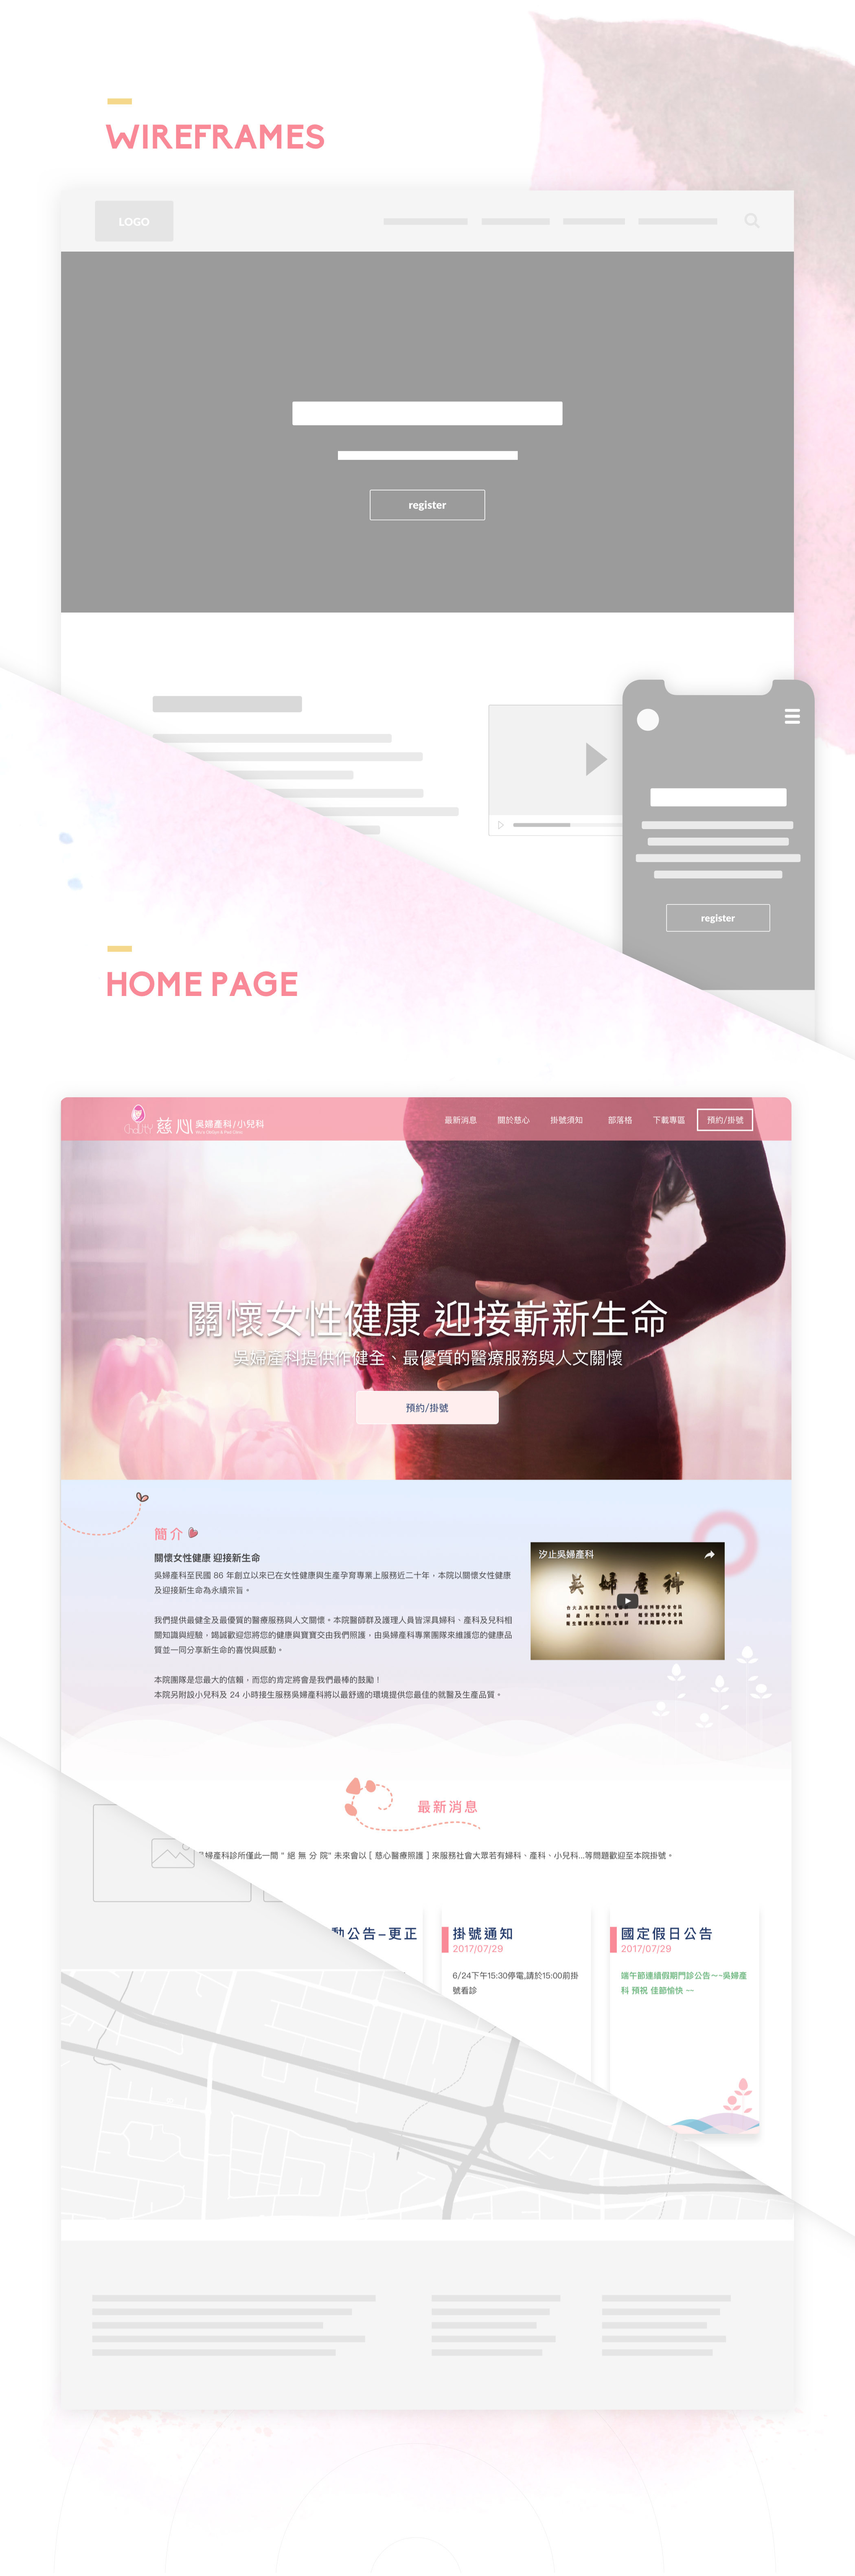 WIREFRAMES
LOGO
register
register
HOME PAGE
慈心 吳婦產科/小兒科
最新消息 關於慈心 掛號須知 部落格 下載專區 預約/掛號
關懷女性健康 迎接嶄新生命
吳婦產科提供作健全、最優質的醫療服務與人文關懷
預約/掛號
簡介
關懷女性健康 迎接新生命
吳婦產科至民國 86 年創立以來已在女性健康與生產孕育專業上服務近二十年，本院以關懷女性健康
及迎接新生命為永續宗旨。
我們提供最健全及最優質的醫療服務與人文關懷。本院醫師群及護理人員皆深具婦科、產科及兒科相
關知識與經驗，竭誠歡迎您將您的健康與寶寶交由我們照護，由吳婦產科專業團隊來維護您的健康品
質並一同分享新生命的喜悅與感動。
本院團隊是您最大的信賴，而您的肯定將會是我們最棒的鼓勵！
本院另附設小兒科及 24 小時接生服務吳婦產科將以最舒適的環境提供您最佳的就醫及生產品質。
汐止吳婦產科
吳婦產科
最新消息
婦產科診所僅此一間 " 絕 無 分 院" 未來會以 [ 慈心醫療照護 ] 來服務社會大眾若有婦科、產科、小兒科...等問題歡迎至本院掛號。
動公告–更正
掛號通知
2017/07/29
6/24下午15:30停電,請於15:00前掛
號看診
國定假日公告
2017/07/29
端午節連續假期門診公告~~吳婦產
科 預祝 佳節愉快 ~~